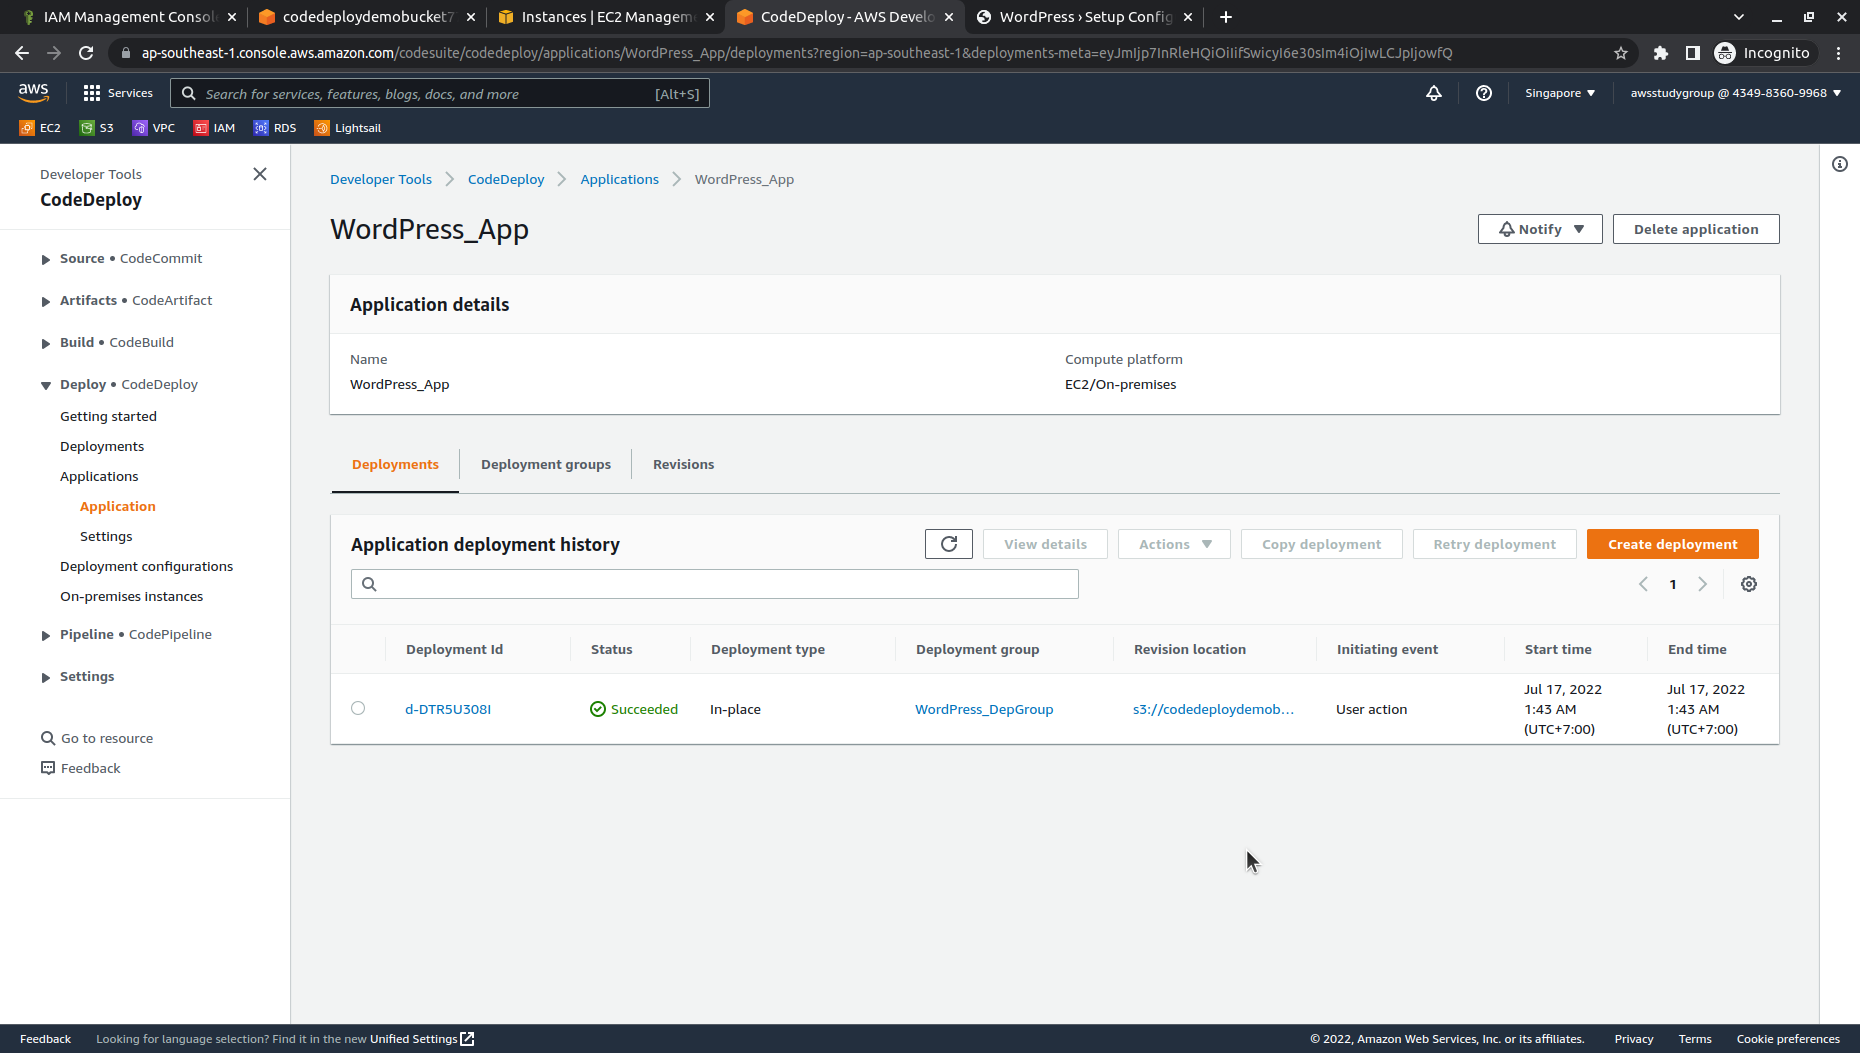 IAM Management Consol
codedeploydemobucket7
Instances | EC2 Managem
CodeDeploy - AWS Develo
WordPress › Setup Config
ap-southeast-1.console.aws.amazon.com/codesuite/codedeploy/applications/WordPress_App/deployments?region=ap-southeast-1&deployments-meta=eyJmIjp7InRleHQiOiIifSwicyI6e30sIm4iOjIwLCJpIjowfQ
Incognito
aws
Services
Search for services, features, blogs, docs, and more
[Alt+S]
Singapore
awsstudygroup @ 4349-8360-9968
EC2
S3
VPC
IAM
RDS
Lightsail
Developer Tools
CodeDeploy
Source • CodeCommit
Artifacts • CodeArtifact
Build • CodeBuild
Deploy • CodeDeploy
Getting started
Deployments
Applications
Application
Settings
Deployment configurations
On-premises instances
Pipeline • CodePipeline
Settings
Go to resource
Feedback
Developer Tools
CodeDeploy
Applications
WordPress_App
WordPress_App
Notify
Delete application
Application details
Name
WordPress_App
Compute platform
EC2/On-premises
Deployments
Deployment groups
Revisions
Application deployment history
View details
Actions
Copy deployment
Retry deployment
Create deployment
1
Deployment Id
Status
Deployment type
Deployment group
Revision location
Initiating event
Start time
End time
d-DTR5U308I
Succeeded
In-place
WordPress_DepGroup
s3://codedeploydemob...
User action
Jul 17, 2022
1:43 AM
(UTC+7:00)
Jul 17, 2022
1:43 AM
(UTC+7:00)
Feedback
Looking for language selection? Find it in the new Unified Settings
© 2022, Amazon Web Services, Inc. or its affiliates.
Privacy
Terms
Cookie preferences